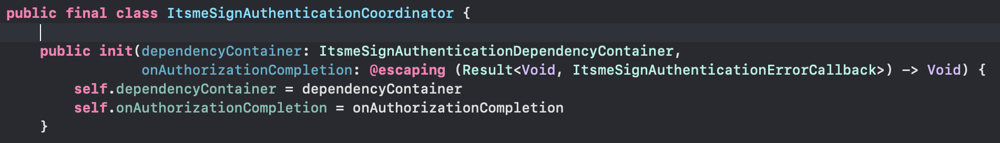 public final class ItsmeSignAuthenticationCoordinator {
public init(dependencyContainer: ItsmeSignAuthenticationDependencyContainer,
onAuthorizationCompletion: @escaping (Result<Void, ItsmeSignAuthenticationErrorCallback>) -> Void) {
self.dependencyContainer = dependencyContainer
self.onAuthorizationCompletion = onAuthorizationCompletion
}